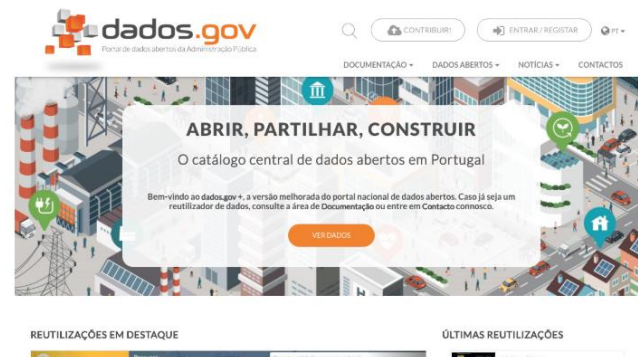 dados.gov
Portal de dados abertos da Administração Pública
CONTRIBUIR!
ENTRAR / REGISTAR
PT
DOCUMENTAÇÃO
DADOS ABERTOS
NOTÍCIAS
CONTACTOS
ABRIR, PARTILHAR, CONSTRUIR
O catálogo central de dados abertos em Portugal
Bem-vindo ao dados.gov +, a versão melhorada do portal nacional de dados abertos. Caso já seja um
reutilizador de dados, consulte a área de Documentação ou entre em Contacto connosco.
VER DADOS
REUTILIZAÇÕES EM DESTAQUE
ÚLTIMAS REUTILIZAÇÕES